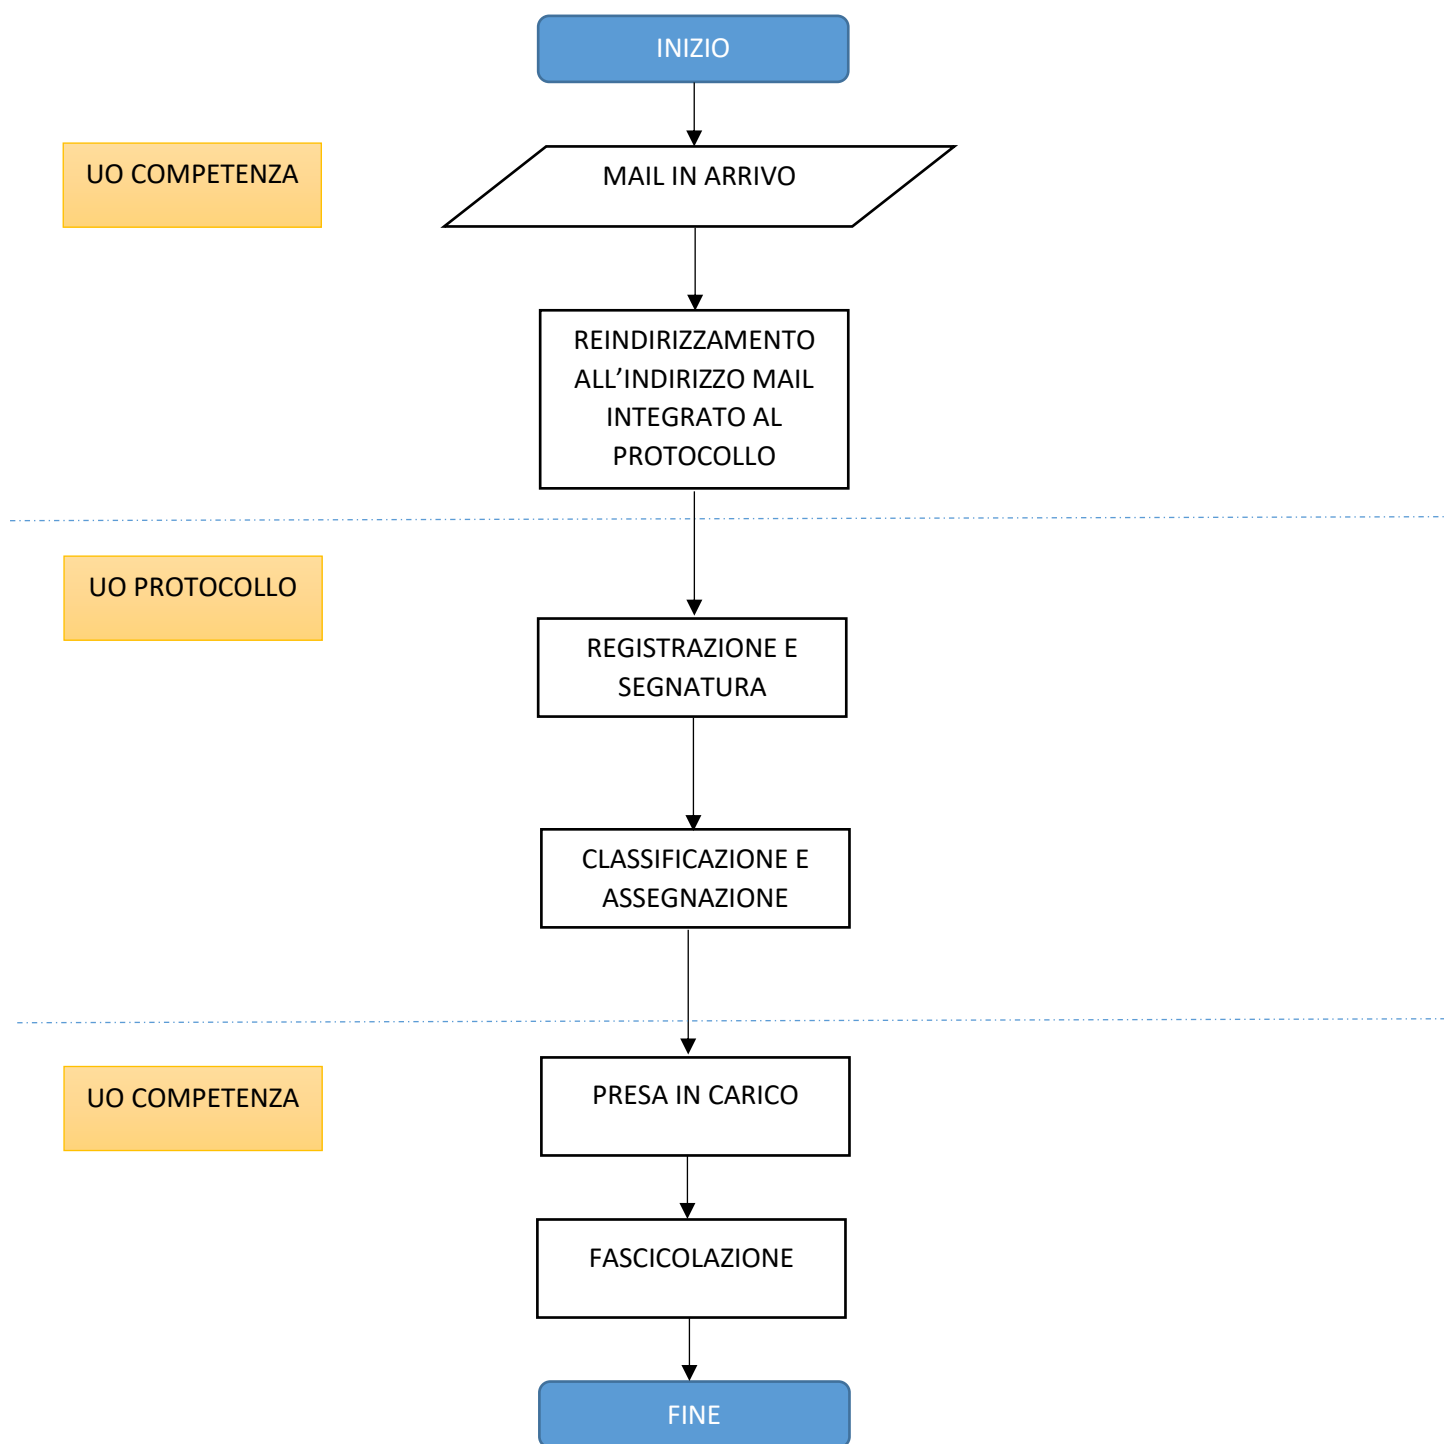 INIZIO
UO COMPETENZA
MAIL IN ARRIVO
REINDIRIZZAMENTO
ALL’INDIRIZZO MAIL
INTEGRATO AL
PROTOCOLLO
UO PROTOCOLLO
REGISTRAZIONE E
SEGNATURA
CLASSIFICAZIONE E
ASSEGNAZIONE
UO COMPETENZA
PRESA IN CARICO
FASCICOLAZIONE
FINE